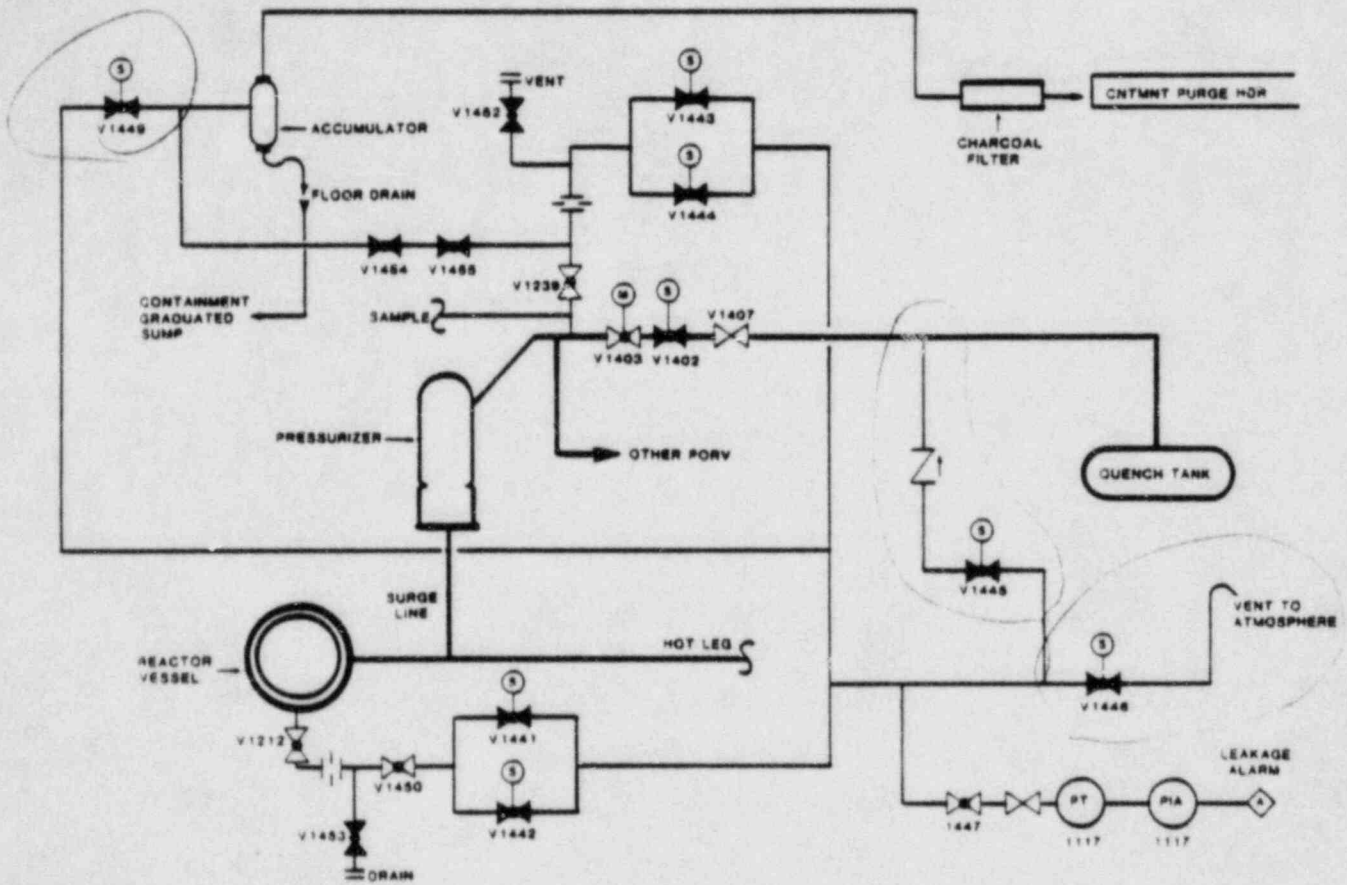 S
V1449
ACCUMULATOR
FLOOR DRAIN
CONTAINMENT
GRADUATED
SUMP
VENT
V1452
S
V1443
S
V1444
CHARCOAL
FILTER
CNTMNT PURGE HDR
V1454
V1455
V1239
SAMPLE
M
V1403
S
V1402
V1407
PRESSURIZER
OTHER PORV
QUENCH TANK
S
V1445
SURGE
LINE
HOT LEG
REACTOR
VESSEL
VENT TO
ATMOSPHERE
S
V1446
V1212
V1450
S
V1441
S
V1442
V1453
DRAIN
LEAKAGE
ALARM
1447
PT
1117
PIA
1117
A